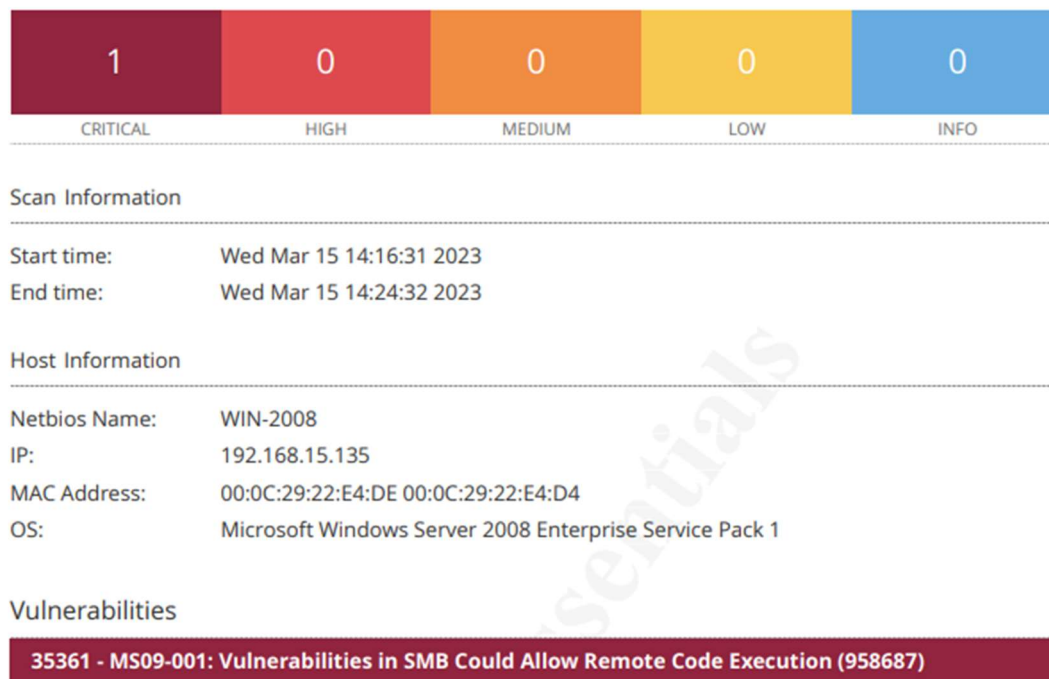 1 0 0 0 0
CRITICAL HIGH MEDIUM LOW INFO
Scan Information
Start time: Wed Mar 15 14:16:31 2023
End time: Wed Mar 15 14:24:32 2023
Host Information
Netbios Name: WIN-2008
IP: 192.168.15.135
MAC Address: 00:0C:29:22:E4:DE 00:0C:29:22:E4:D4
OS: Microsoft Windows Server 2008 Enterprise Service Pack 1
Vulnerabilities
35361 - MS09-001: Vulnerabilities in SMB Could Allow Remote Code Execution (958687)